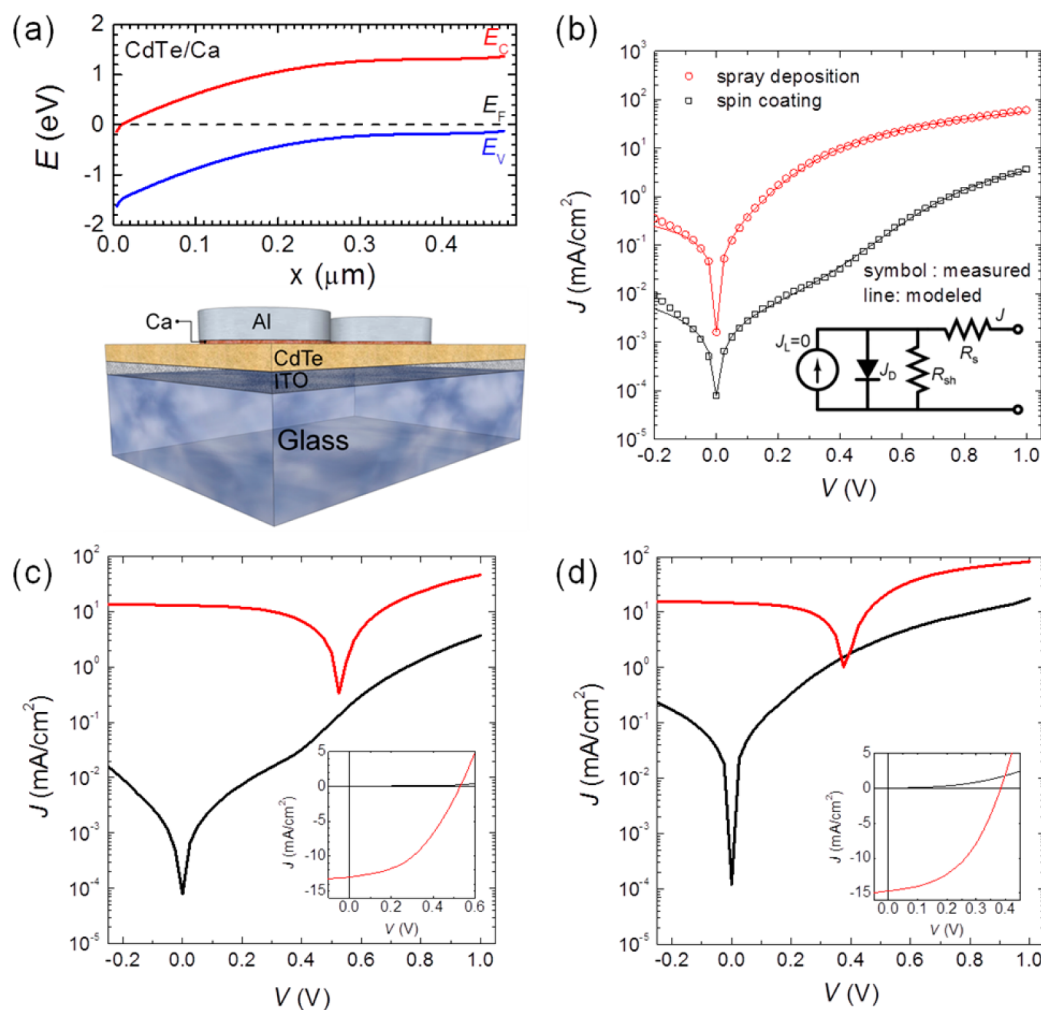 (a)
CdTe/Ca
E_C
E_F
E_V
E (eV)
2
1
0
-1
-2
0.0 0.1 0.2 0.3 0.4
x (μm)
Ca
Al
CdTe
ITO
Glass
(b)
spray deposition
spin coating
J (mA/cm²)
10³
10²
10¹
10⁰
10⁻¹
10⁻²
10⁻³
10⁻⁴
10⁻⁵
symbol : measured
line: modeled
J_L=0
J_D
R_sh
R_s
J
-0.2 0.0 0.2 0.4 0.6 0.8 1.0
V (V)
(c)
J (mA/cm²)
10²
10¹
10⁰
10⁻¹
10⁻²
10⁻³
10⁻⁴
10⁻⁵
-0.2 0.0 0.2 0.4 0.6 0.8 1.0
V (V)
J (mA/cm²)
5
0
-5
-10
-15
0.0 0.2 0.4 0.6
V (V)
(d)
J (mA/cm²)
10²
10¹
10⁰
10⁻¹
10⁻²
10⁻³
10⁻⁴
10⁻⁵
-0.2 0.0 0.2 0.4 0.6 0.8 1.0
V (V)
J (mA/cm²)
5
0
-5
-10
-15
0.0 0.1 0.2 0.3 0.4
V (V)